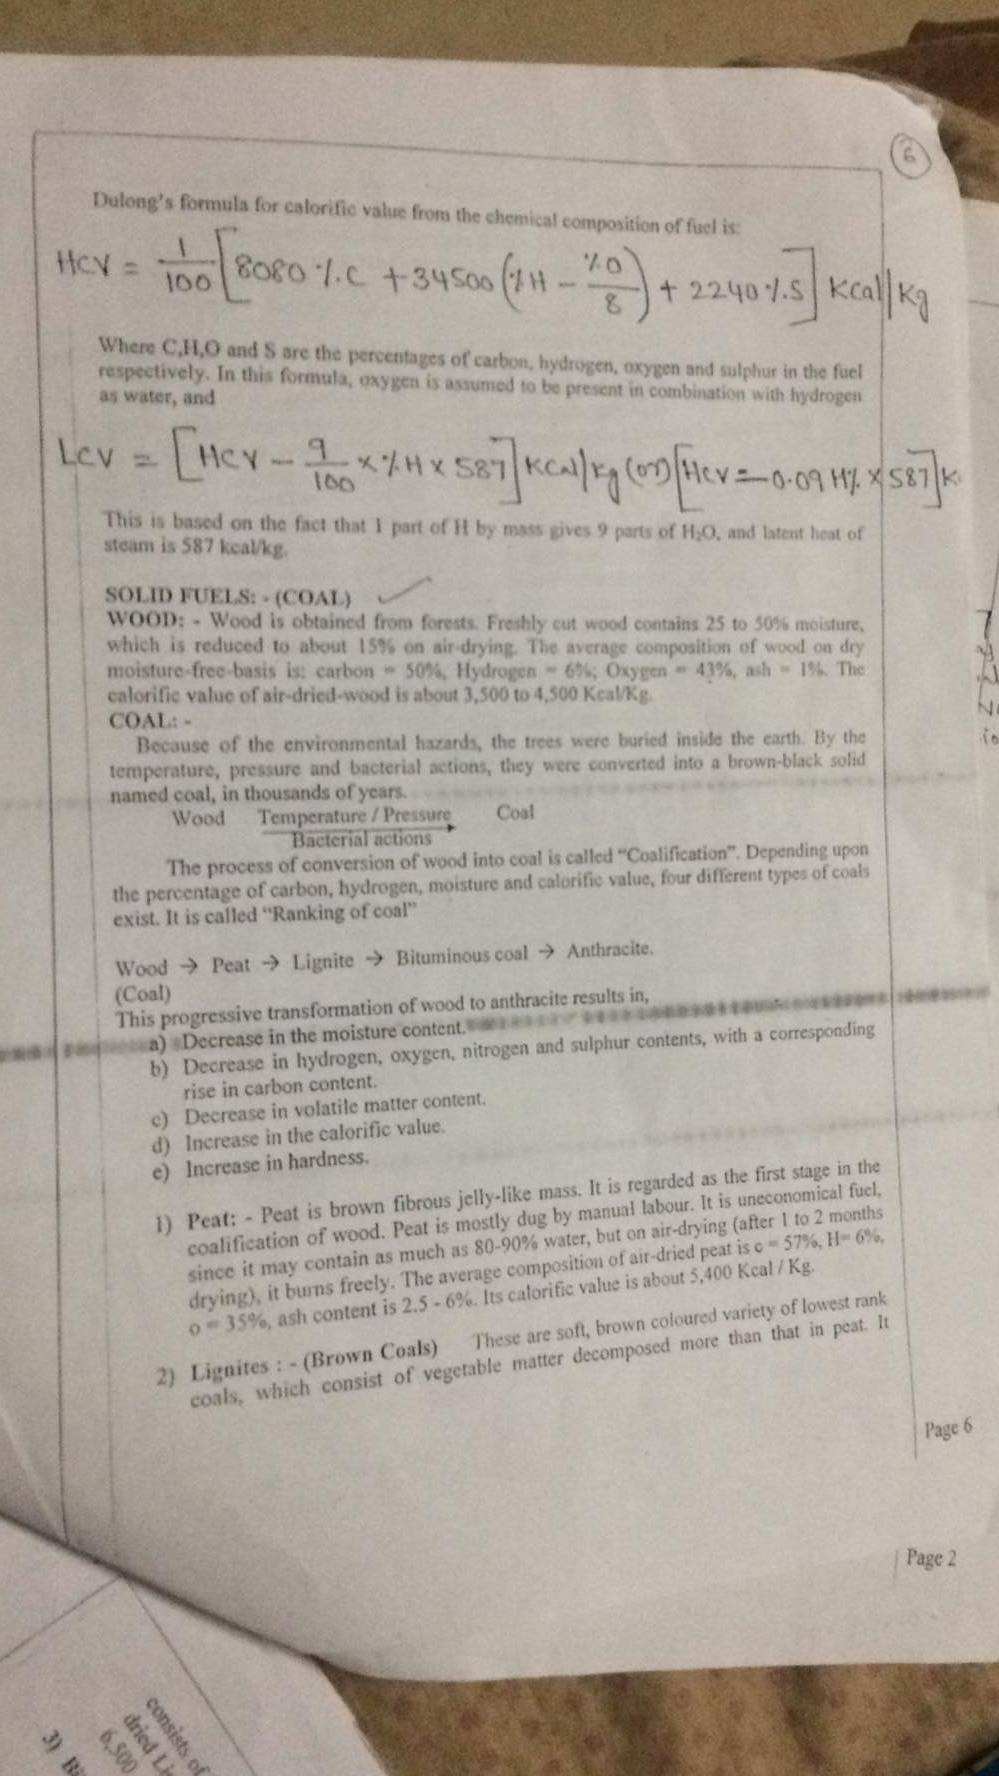 6
Dulong's formula for calorific value from the chemical composition of fuel is:
HCV = 1/100 [8080 %.C + 34500 (%H - %O/8) + 2240 %.S] Kcal/Kg
Where C,H,O and S are the percentages of carbon, hydrogen, oxygen and sulphur in the fuel
respectively. In this formula, oxygen is assumed to be present in combination with hydrogen
as water, and
LCV = [HCV - 9/100 x %H x 587] Kcal/Kg (or) [HCV = 0.09 H% x 587] K
This is based on the fact that 1 part of H by mass gives 9 parts of H₂O, and latent heat of
steam is 587 kcal/kg.
SOLID FUELS: - (COAL)
WOOD: - Wood is obtained from forests. Freshly cut wood contains 25 to 50% moisture,
which is reduced to about 15% on air-drying. The average composition of wood on dry
moisture-free-basis is: carbon = 50%, Hydrogen = 6%; Oxygen = 43%, ash = 1%. The
calorific value of air-dried-wood is about 3,500 to 4,500 Kcal/Kg.
COAL: -
Because of the environmental hazards, the trees were buried inside the earth. By the
temperature, pressure and bacterial actions, they were converted into a brown-black solid
named coal, in thousands of years.
Wood Temperature / Pressure Coal
Bacterial actions
The process of conversion of wood into coal is called "Coalification". Depending upon
the percentage of carbon, hydrogen, moisture and calorific value, four different types of coals
exist. It is called "Ranking of coal"
Wood → Peat → Lignite → Bituminous coal → Anthracite.
(Coal)
This progressive transformation of wood to anthracite results in,
a) Decrease in the moisture content.
b) Decrease in hydrogen, oxygen, nitrogen and sulphur contents, with a corresponding
rise in carbon content.
c) Decrease in volatile matter content.
d) Increase in the calorific value.
e) Increase in hardness.
1) Peat: - Peat is brown fibrous jelly-like mass. It is regarded as the first stage in the
coalification of wood. Peat is mostly dug by manual labour. It is uneconomical fuel,
since it may contain as much as 80-90% water, but on air-drying (after 1 to 2 months
drying), it burns freely. The average composition of air-dried peat is c = 57%, H= 6%,
o = 35%, ash content is 2.5 - 6%. Its calorific value is about 5,400 Kcal / Kg.
2) Lignites : - (Brown Coals) These are soft, brown coloured variety of lowest rank
coals, which consist of vegetable matter decomposed more than that in peat. It
Page 6
Page 2
consists of
dried Li
6,500
3) Bi